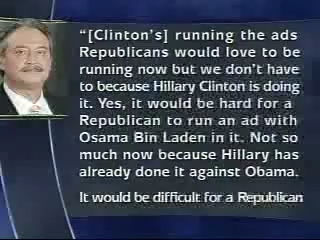 “[Clinton's] running the ads
Republicans would love to be
running now but we don't have
to because Hillary Clinton is doing
it. Yes, it would be hard for a
Republican to run an ad with
Osama Bin Laden in it. Not so
much now because Hillary has
already done it against Obama.
It would be difficult for a Republican